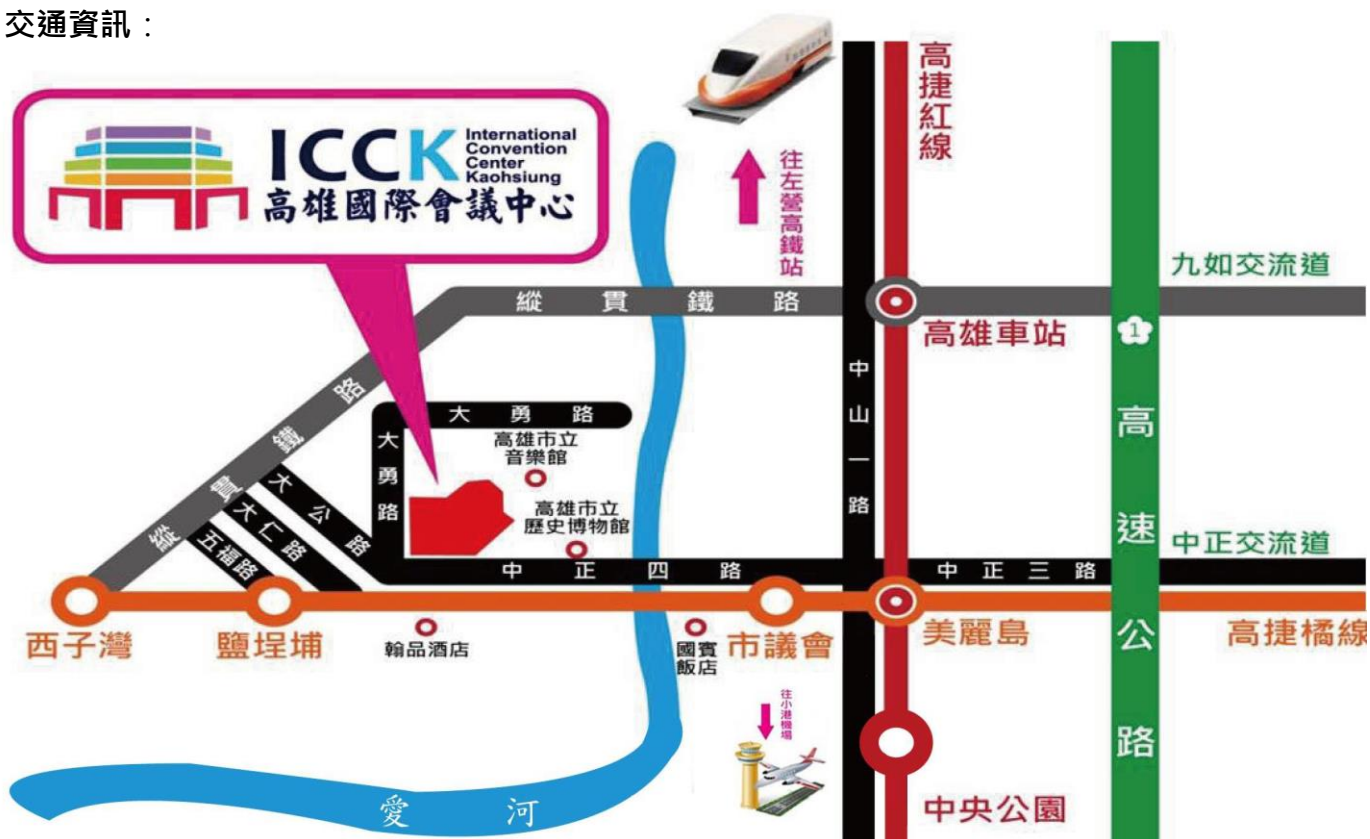 交通資訊：
ICCK
International
Convention
Center
Kaohsiung
高雄國際會議中心
往左營高鐵站
高捷紅線
九如交流道
縱貫鐵路
高雄車站
1
高速公路
中山一路
縱貫鐵路
大勇路
大勇路
高雄市立
音樂館
高雄市立
歷史博物館
大公路
大仁路
五福路
中正四路
中正三路
中正交流道
西子灣
鹽埕埔
翰品酒店
國賓
飯店
市議會
美麗島
高捷橘線
往小港機場
中央公園
愛河